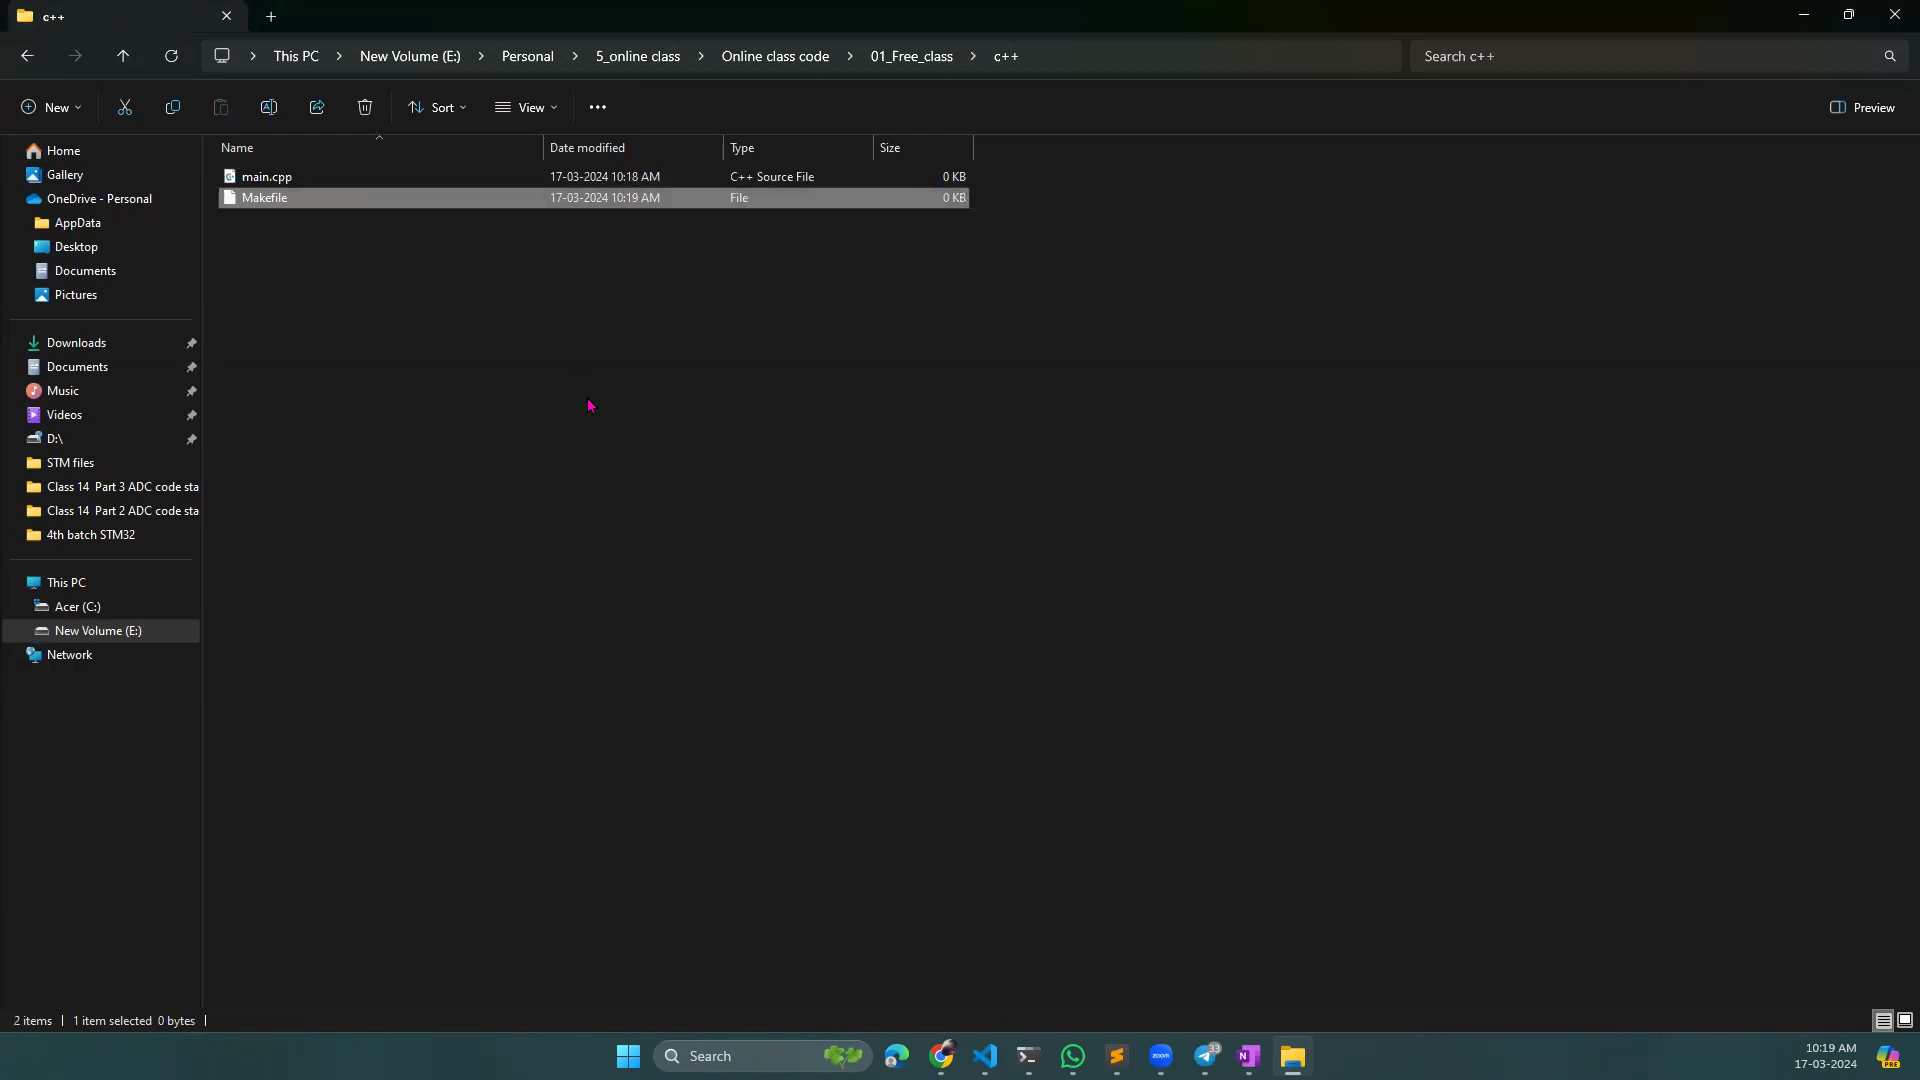 c++
This PC New Volume (E:) Personal 5_online class Online class code 01_Free_class c++ Search c++
New Sort View Preview
Name Date modified Type Size
main.cpp 17-03-2024 10:18 AM C++ Source File 0 KB
Makefile 17-03-2024 10:19 AM File 0 KB
Home
Gallery
OneDrive - Personal
AppData
Desktop
Documents
Pictures
Downloads
Documents
Music
Videos
D:\
STM files
Class 14 Part 3 ADC code sta
Class 14 Part 2 ADC code sta
4th batch STM32
This PC
Acer (C:)
New Volume (E:)
Network
2 items 1 item selected 0 bytes
Search zoom 33 N 10:19 AM
17-03-2024 PRE